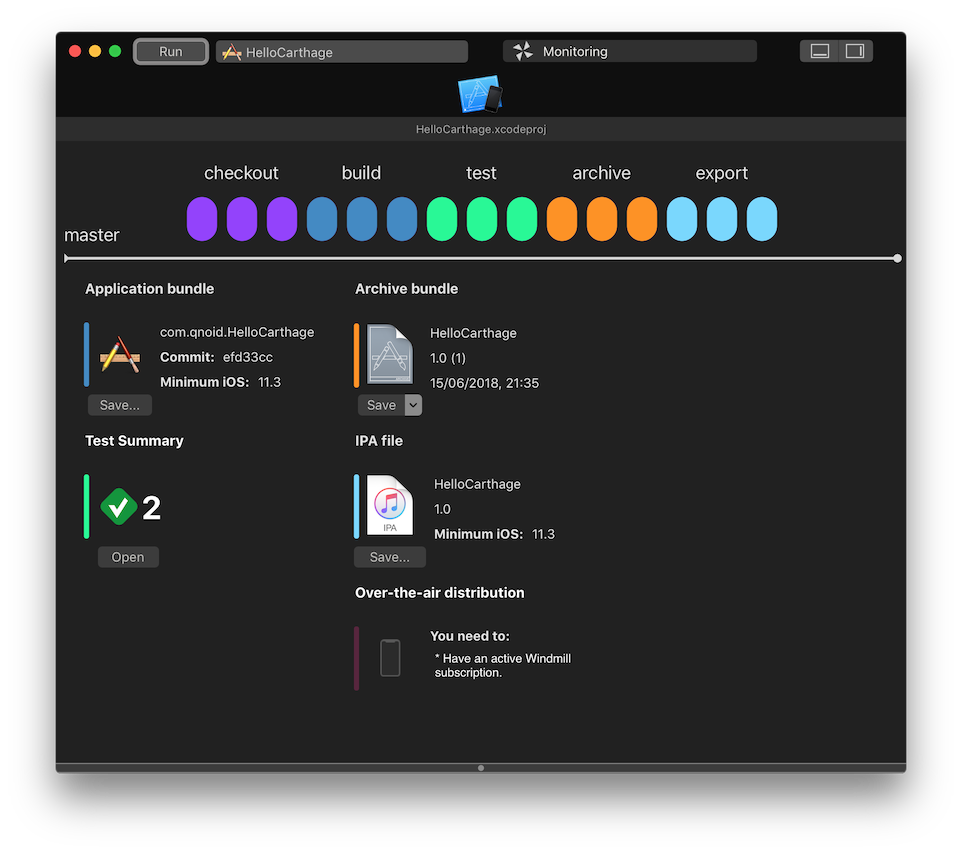 Run
HelloCarthage
Monitoring
HelloCarthage.xcodeproj
checkout build test archive export
master
Application bundle
com.qnoid.HelloCarthage
Commit: efd33cc
Minimum iOS: 11.3
Save...
Archive bundle
HelloCarthage
1.0 (1)
15/06/2018, 21:35
Save
Test Summary
2
Open
IPA file
IPA
HelloCarthage
1.0
Minimum iOS: 11.3
Save...
Over-the-air distribution
You need to:
* Have an active Windmill
subscription.